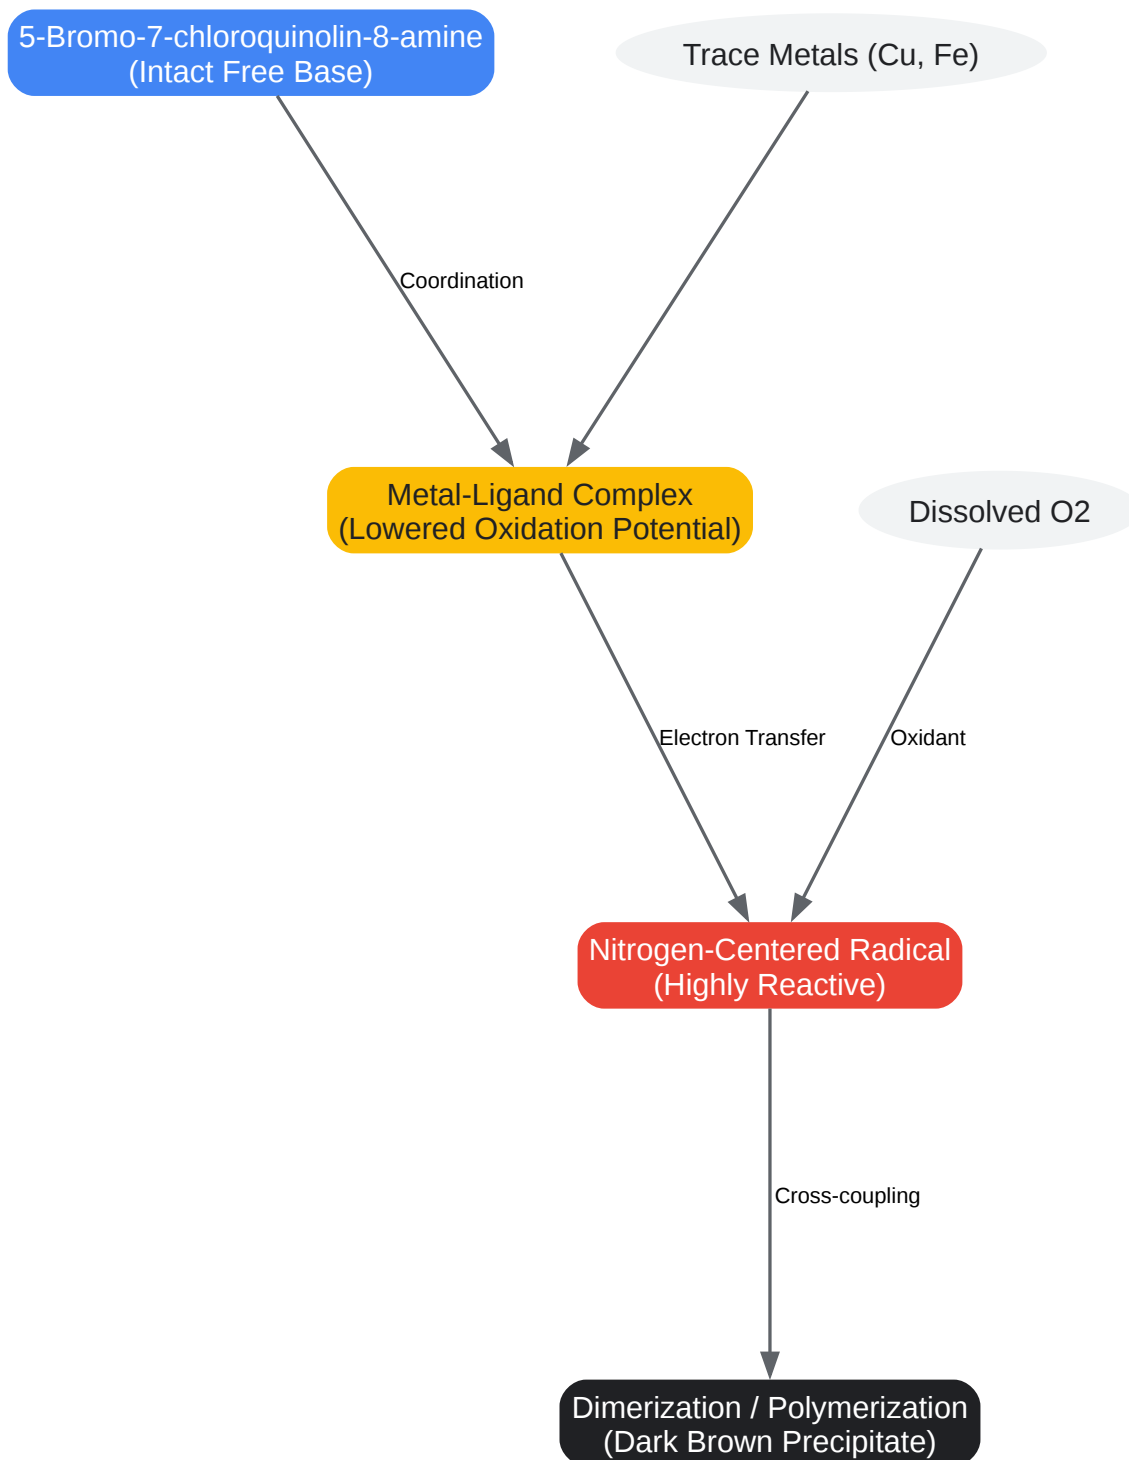 5-Bromo-7-chloroquinolin-8-amine
(Intact Free Base)
Trace Metals (Cu, Fe)
Coordination
Metal-Ligand Complex
(Lowered Oxidation Potential)
Dissolved O2
Electron Transfer
Oxidant
Nitrogen-Centered Radical
(Highly Reactive)
Cross-coupling
Dimerization / Polymerization
(Dark Brown Precipitate)